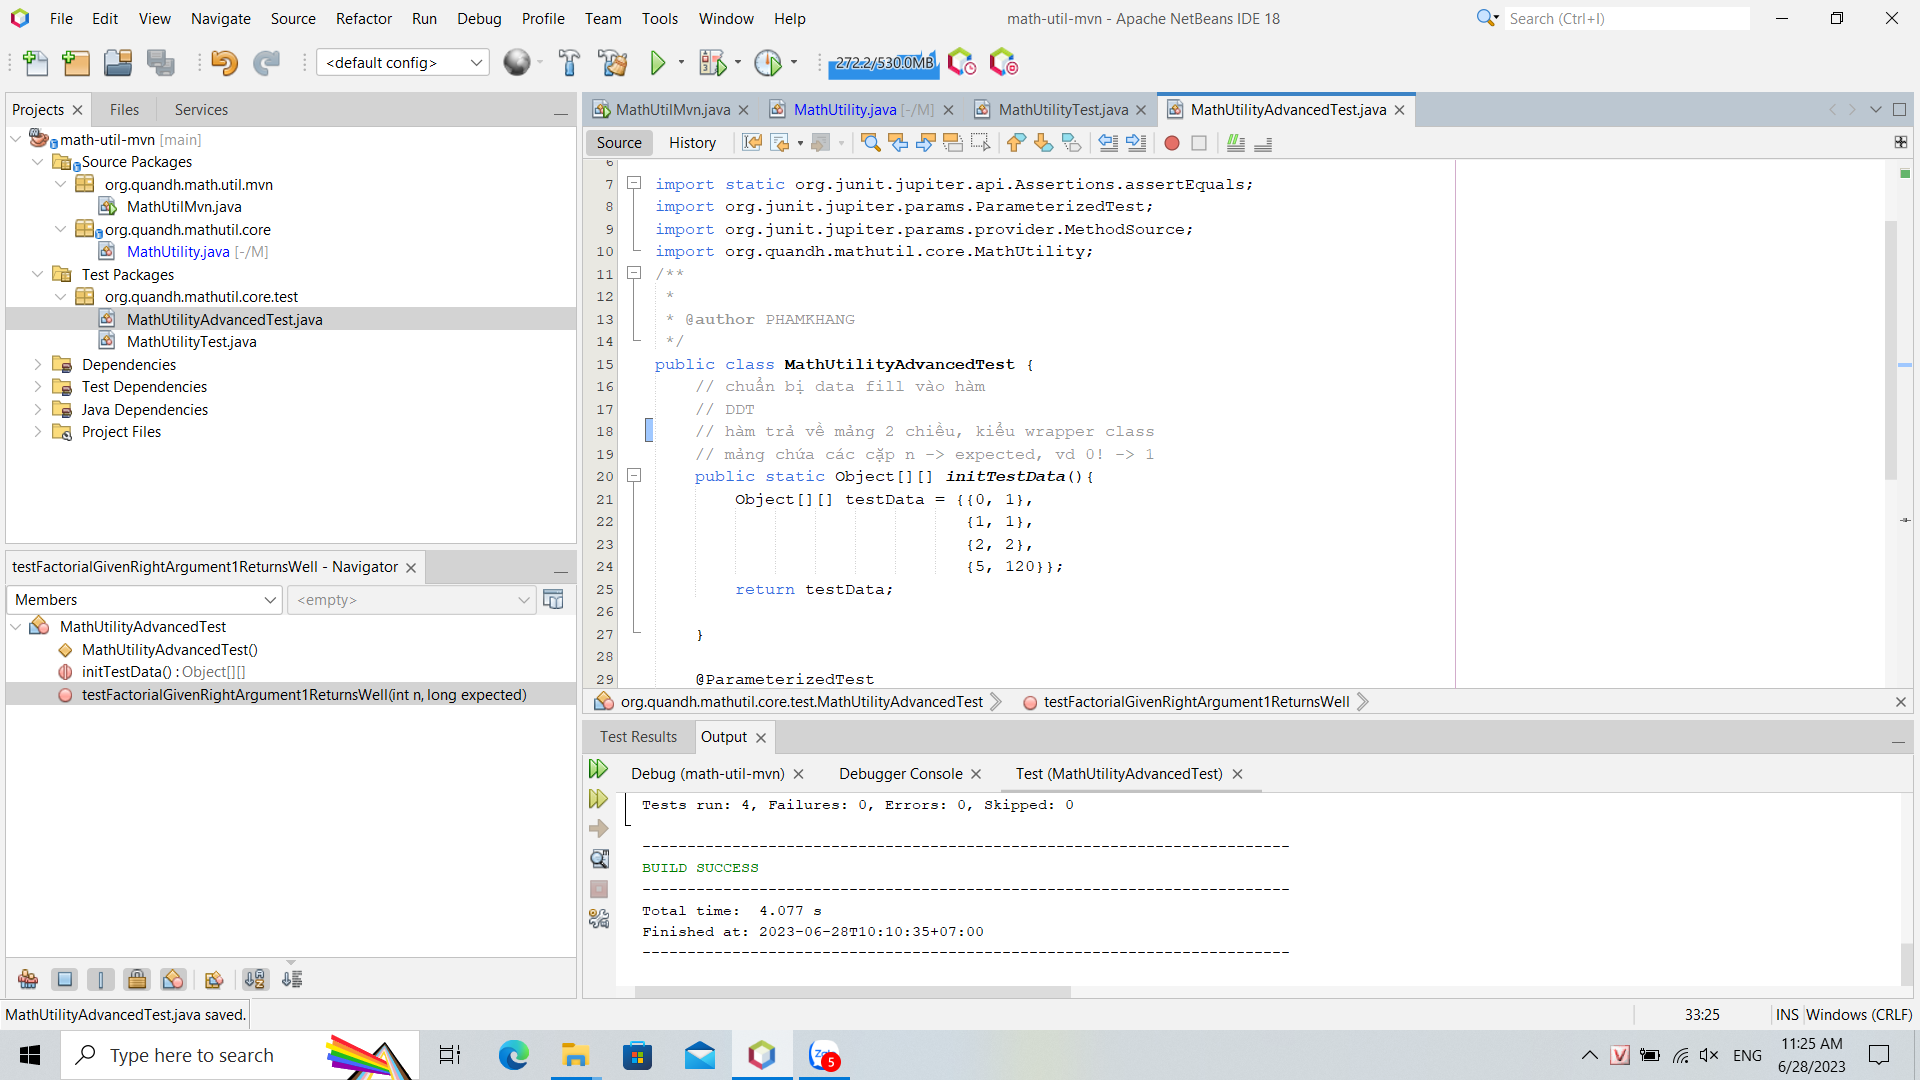 File Edit View Navigate Source Refactor Run Debug Profile Team Tools Window Help
math-util-mvn - Apache NetBeans IDE 18
Search (Ctrl+I)
<default config>
272.2/530.0MB
Projects Files Services
math-util-mvn [main]
Source Packages
org.quandh.math.util.mvn
MathUtilMvn.java
org.quandh.mathutil.core
MathUtility.java [-/M]
Test Packages
org.quandh.mathutil.core.test
MathUtilityAdvancedTest.java
MathUtilityTest.java
Dependencies
Test Dependencies
Java Dependencies
Project Files
testFactorialGivenRightArgument1ReturnsWell - Navigator
Members
<empty>
MathUtilityAdvancedTest
MathUtilityAdvancedTest()
initTestData() : Object[][]
testFactorialGivenRightArgument1ReturnsWell(int n, long expected)
MathUtilMvn.java MathUtility.java [-/M] MathUtilityTest.java MathUtilityAdvancedTest.java
Source History
6
7 import static org.junit.jupiter.api.Assertions.assertEquals;
8 import org.junit.jupiter.params.ParameterizedTest;
9 import org.junit.jupiter.params.provider.MethodSource;
10 import org.quandh.mathutil.core.MathUtility;
11 /**
12 *
13 * @author PHAMKHANG
14 */
15 public class MathUtilityAdvancedTest {
16 // chuẩn bị data fill vào hàm
17 // DDT
18 // hàm trả về mảng 2 chiều, kiểu wrapper class
19 // mảng chứa các cặp n -> expected, vd 0! -> 1
20 public static Object[][] initTestData(){
21 Object[][] testData = {{0, 1},
22 {1, 1},
23 {2, 2},
24 {5, 120}};
25 return testData;
26
27 }
28
29 @ParameterizedTest
org.quandh.mathutil.core.test.MathUtilityAdvancedTest testFactorialGivenRightArgument1ReturnsWell
Test Results Output
Debug (math-util-mvn) Debugger Console Test (MathUtilityAdvancedTest)
Tests run: 4, Failures: 0, Errors: 0, Skipped: 0
------------------------------------------------------------------------
BUILD SUCCESS
------------------------------------------------------------------------
Total time:  4.077 s
Finished at: 2023-06-28T10:10:35+07:00
------------------------------------------------------------------------
MathUtilityAdvancedTest.java saved.
33:25 INS Windows (CRLF)
Type here to search
Zalo
5
V
ENG
11:25 AM
6/28/2023